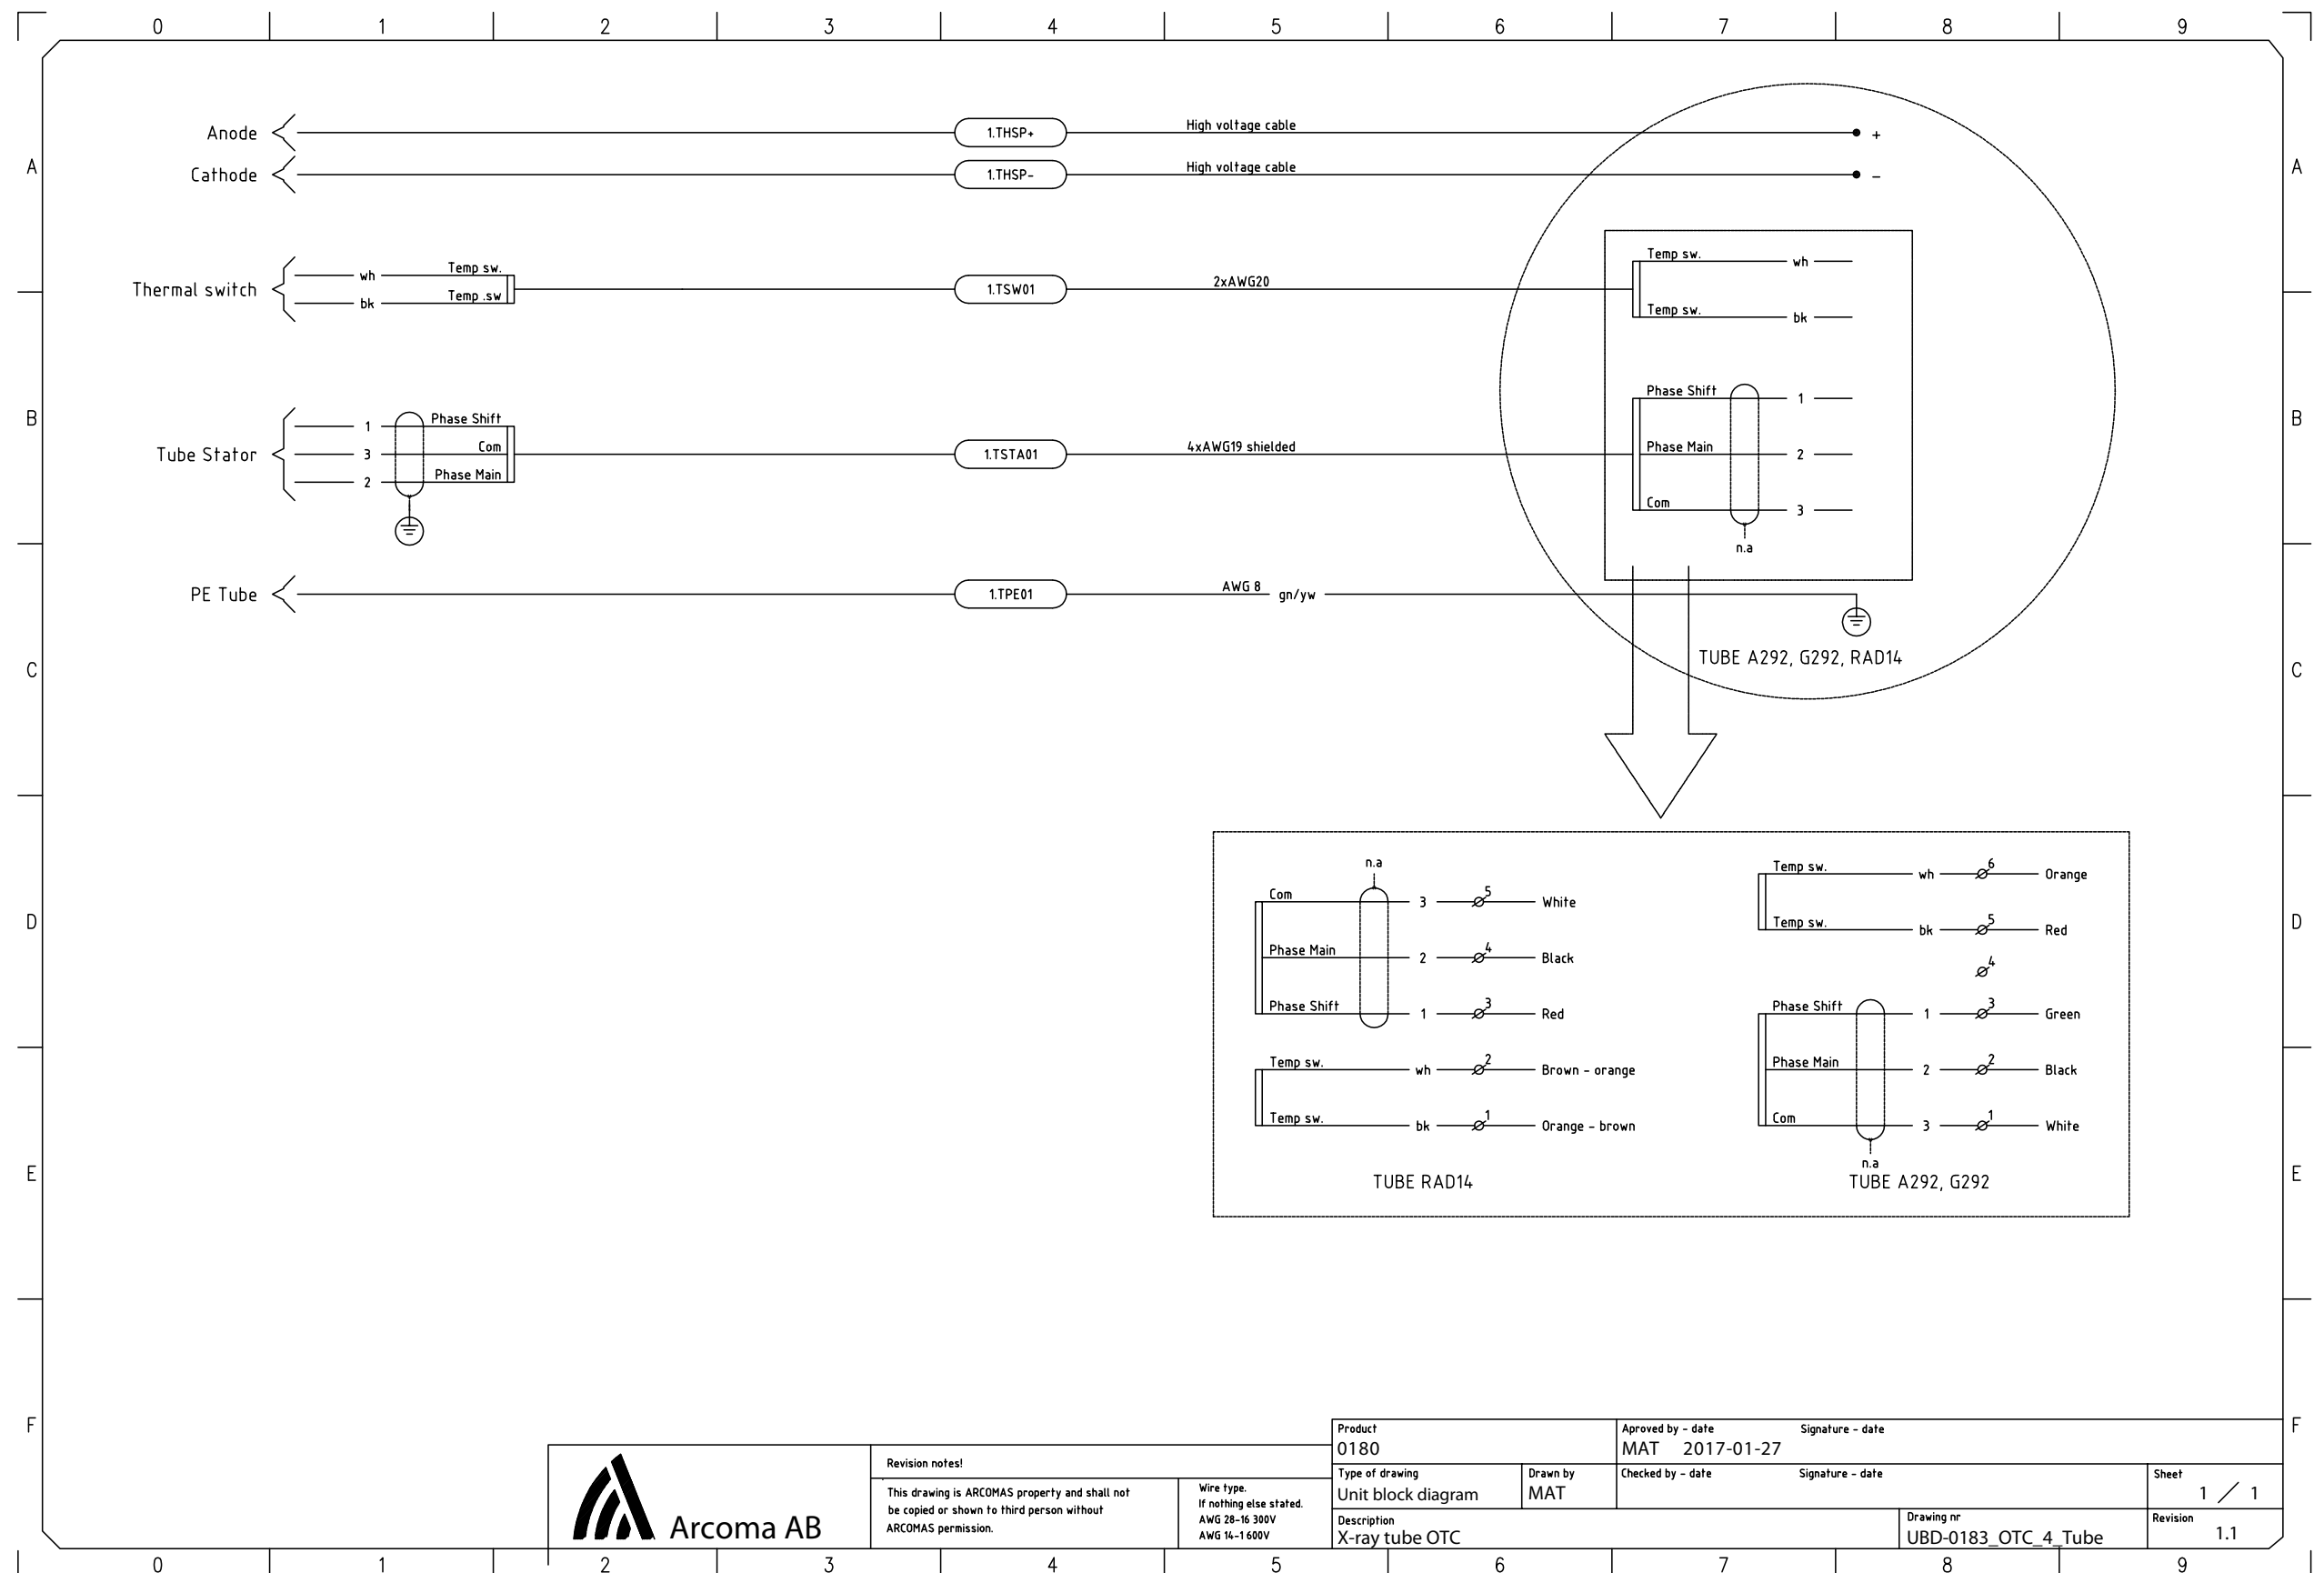 0 1 2 3 4 5 6 7 8 9
Anode 1.THSP+ High voltage cable +
A A
Cathode 1.THSP- High voltage cable -
Temp sw. Temp sw.
wh wh
Thermal switch 1.TSW01 2xAWG20
Temp .sw Temp sw.
bk bk
Phase Shift 1
B B
1 Phase Shift
Tube Stator 3 Com 1.TSTA01 4xAWG19 shielded Phase Main 2
2 Phase Main
Com 3
n.a
PE Tube 1.TPE01 AWG 8 gn/yw
TUBE A292, G292, RAD14
C C
n.a
Com 3 5 White
Phase Main 2 4 Black
Phase Shift 1 3 Red
Temp sw. wh 2 Brown - orange
Temp sw. bk 1 Orange - brown
TUBE RAD14
Temp sw. wh 6 Orange
Temp sw. bk 5 Red
4
Phase Shift 1 3 Green
Phase Main 2 2 Black
Com 3 1 White
n.a
TUBE A292, G292
D D
E E
F F
Arcoma AB
Revision notes!
This drawing is ARCOMAS property and shall not
be copied or shown to third person without
ARCOMAS permission.
Wire type.
If nothing else stated.
AWG 28-16 300V
AWG 14-1 600V
Product
0180
Aproved by - date Signature - date
MAT 2017-01-27
Type of drawing
Unit block diagram
Drawn by
MAT
Checked by - date Signature - date
Sheet
1 / 1
Description
X-ray tube OTC
Drawing nr
UBD-0183_OTC_4_Tube
Revision
1.1
0 1 2 3 4 5 6 7 8 9